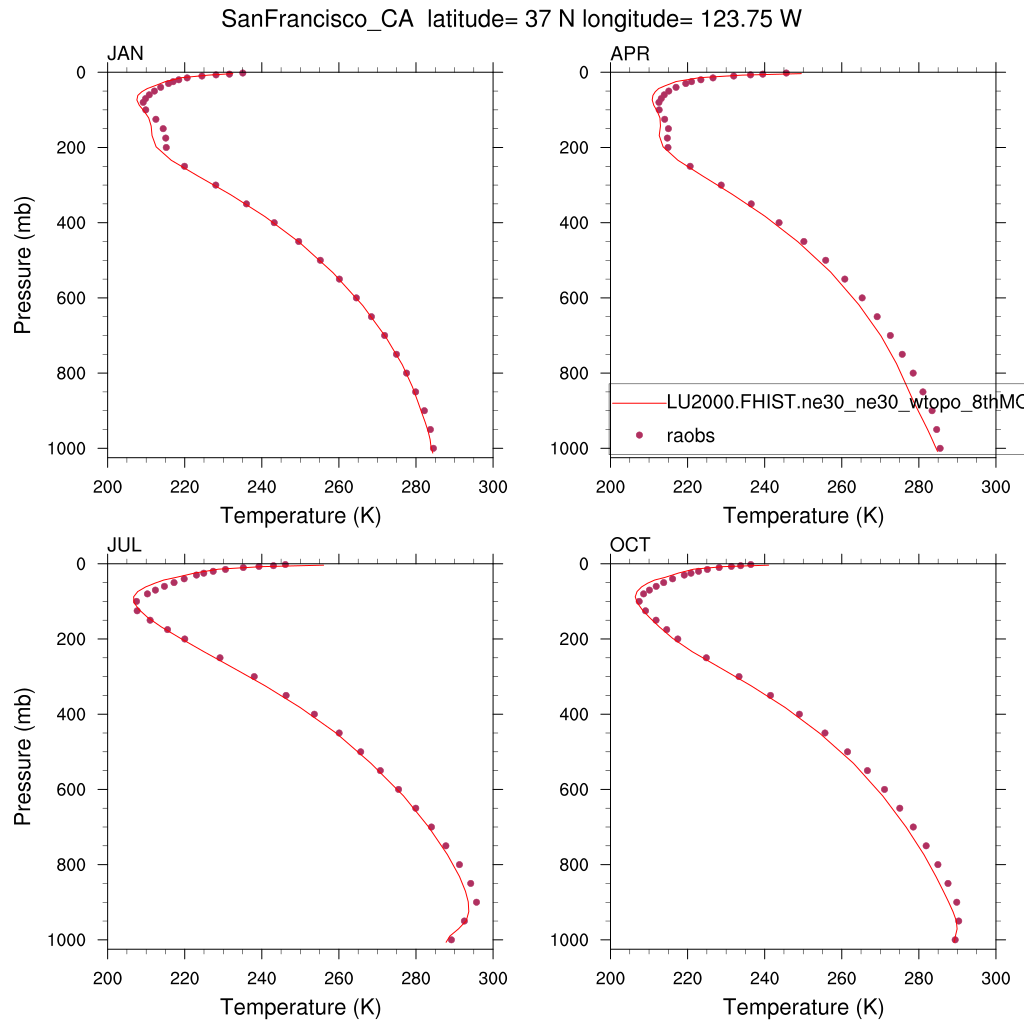 SanFrancisco_CA latitude= 37 N longitude= 123.75 W
JAN
0
200
400
600
800
1000
Pressure (mb)
200 220 240 260 280 300
Temperature (K)
APR
0
200
400
600
800
1000
LU2000.FHIST.ne30_ne30_wtopo_8thMO
raobs
200 220 240 260 280 300
Temperature (K)
JUL
0
200
400
600
800
1000
Pressure (mb)
200 220 240 260 280 300
Temperature (K)
OCT
0
200
400
600
800
1000
200 220 240 260 280 300
Temperature (K)